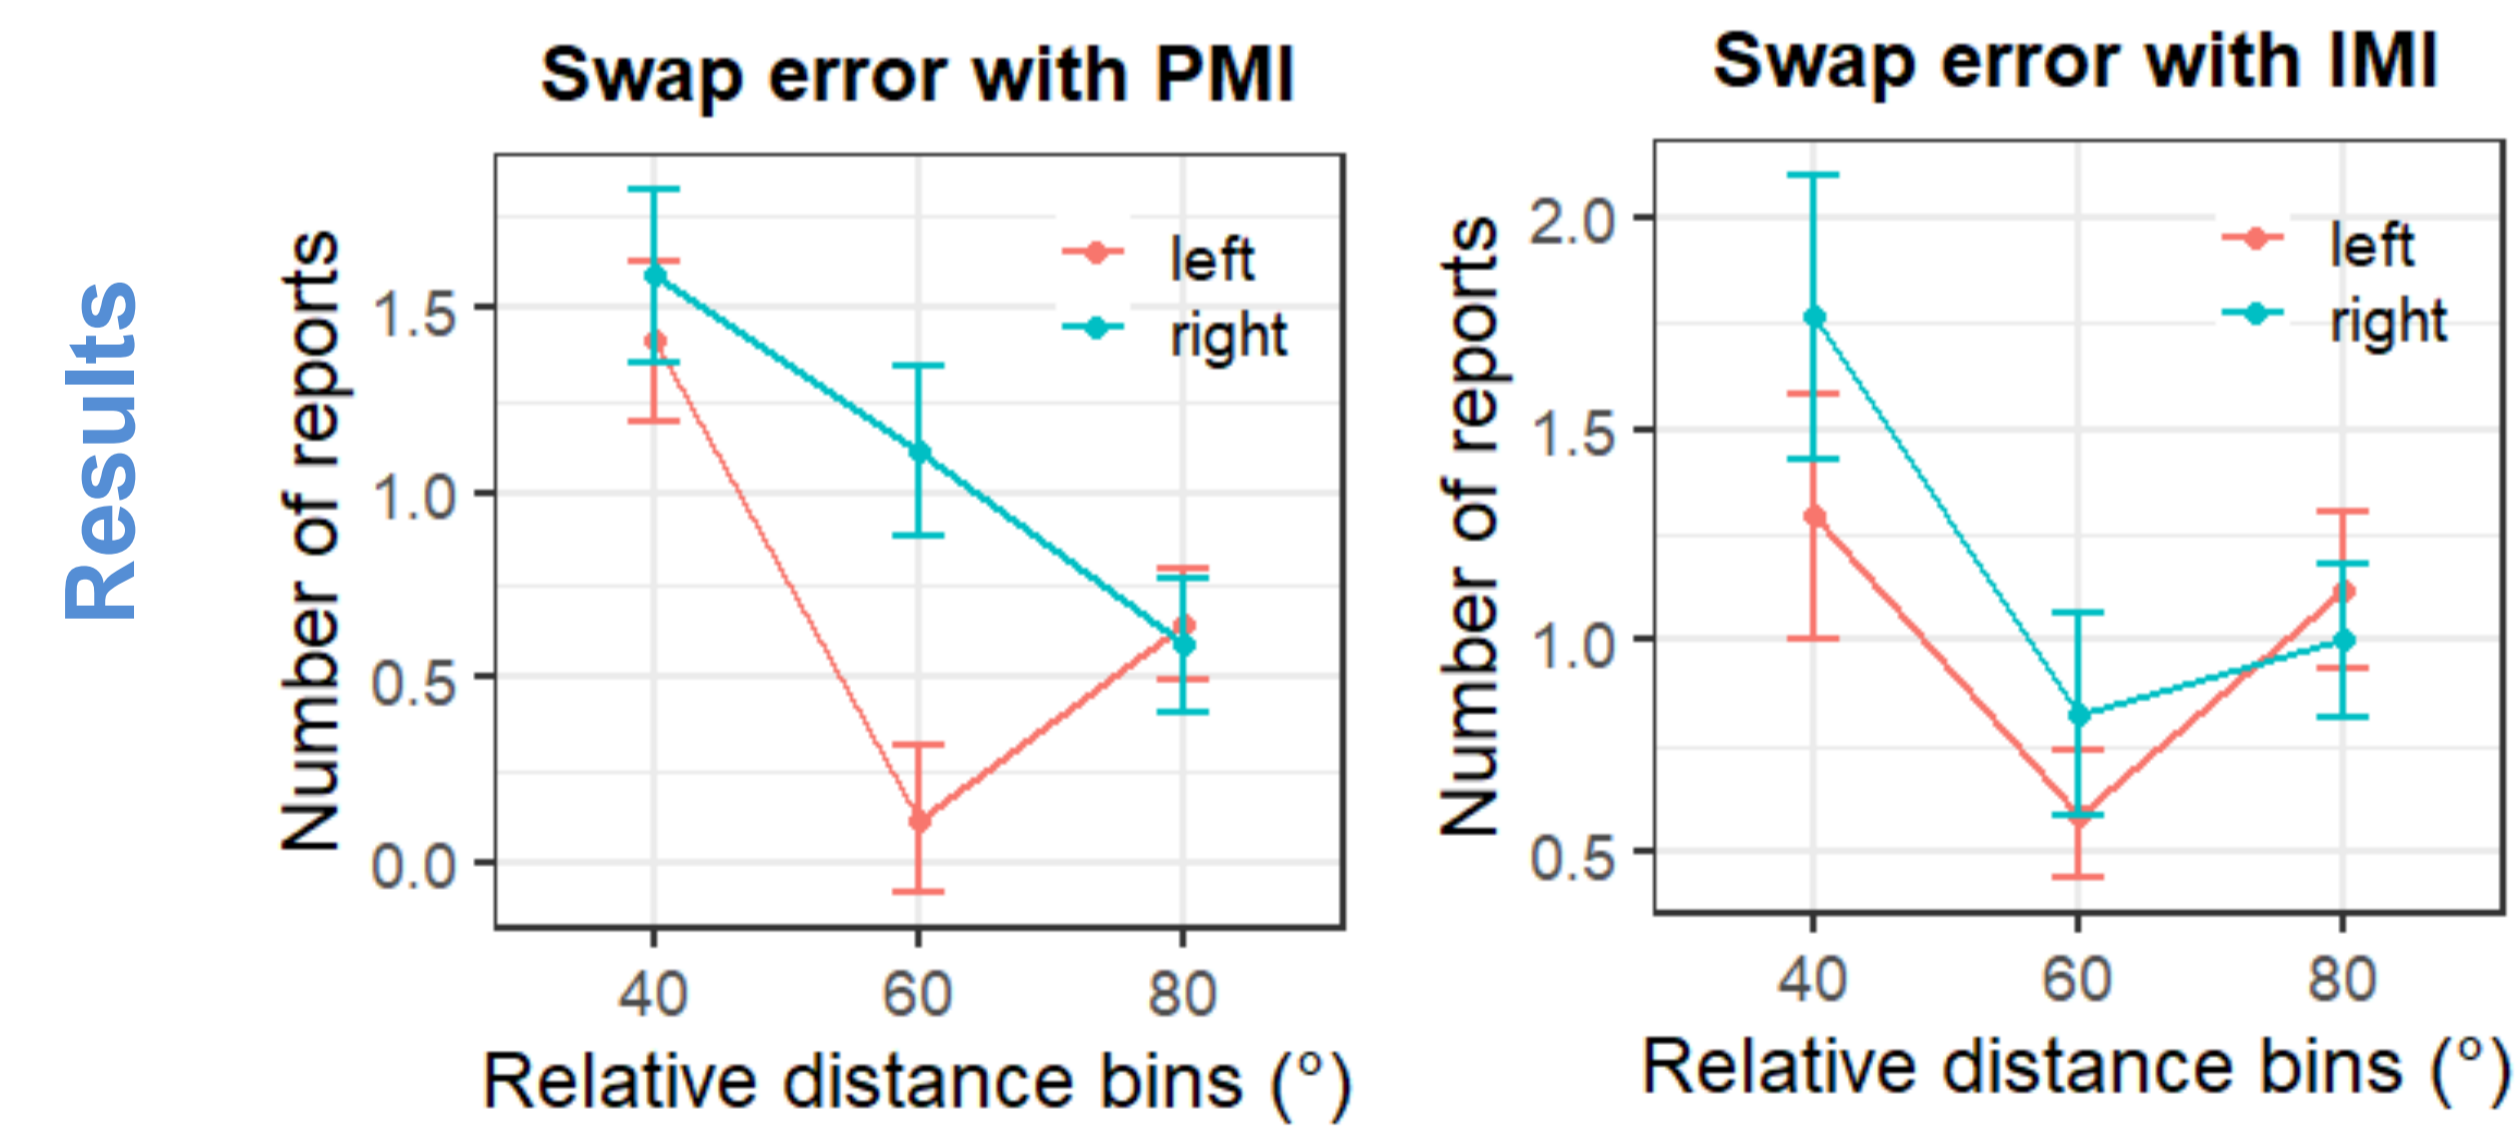 Results
Swap error with PMI
Number of reports
1.5
1.0
0.5
0.0
left
right
40 60 80
Relative distance bins (°)
Swap error with IMI
Number of reports
2.0
1.5
1.0
0.5
left
right
40 60 80
Relative distance bins (°)